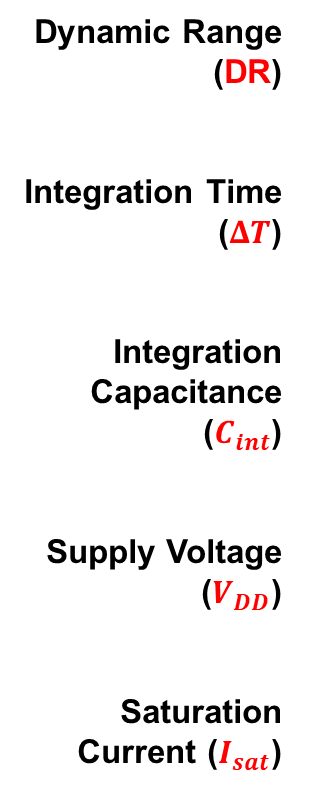 Dynamic Range
(DR)
Integration Time
(ΔT)
Integration
Capacitance
(C_int)
Supply Voltage
(V_DD)
Saturation
Current (I_sat)